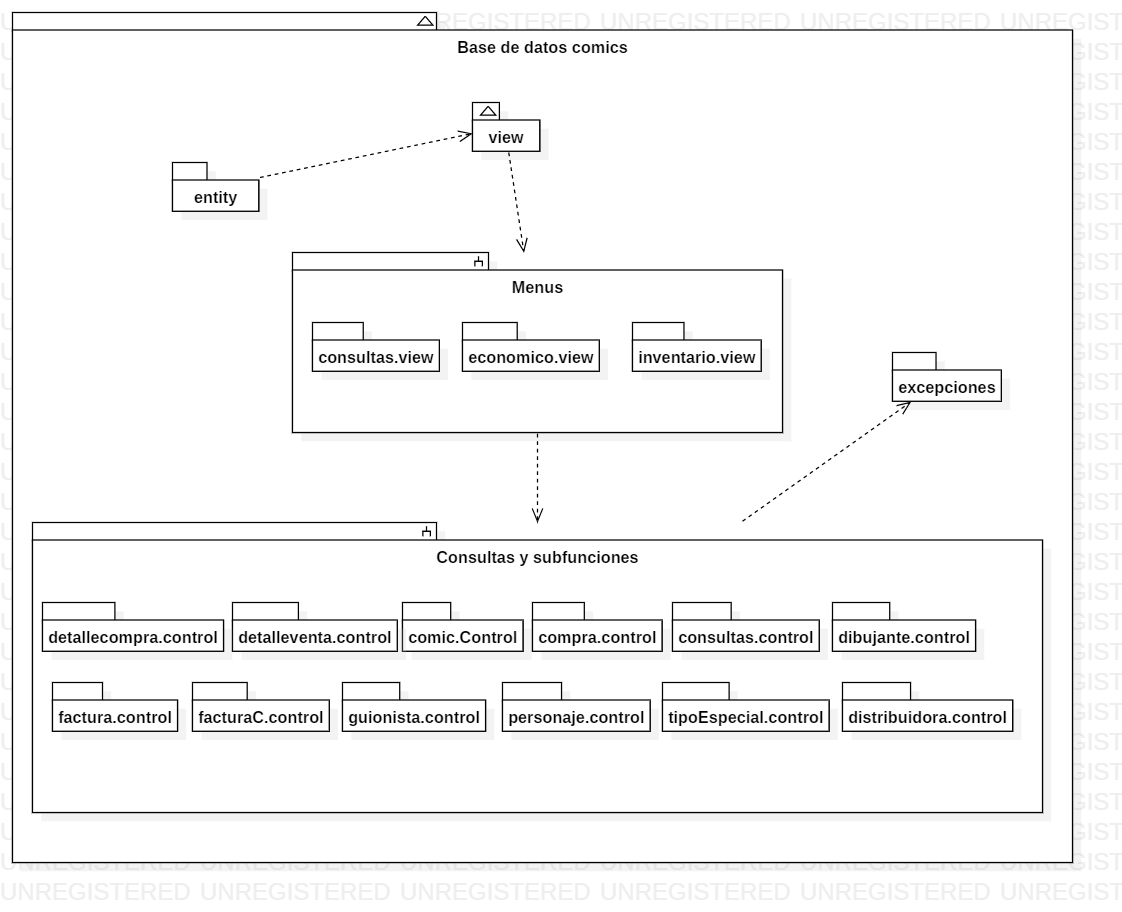 UNREGISTERED UNREGISTERED UNREGISTERED UNREGIST
Base de datos comics
view
entity
Menus
consultas.view economico.view inventario.view
excepciones
Consultas y subfunciones
detallecompra.control detalleventa.control comic.Control compra.control consultas.control dibujante.control
factura.control facturaC.control guionista.control personaje.control tipoEspecial.control distribuidora.control
UNREGISTERED UNREGISTERED UNREGISTERED UNREGISTERED UNREGISTERED UNREGIST